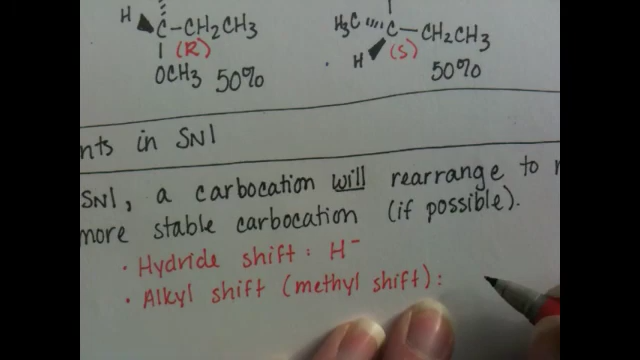 H C-CH2CH3 H3C C-CH2CH3
(R) H (S)
OCH3 50% 50%
nts in SN1
SN1, a carbocation will rearrange to
more stable carbocation (if possible).
• Hydride shift: H⁻
• Alkyl shift (methyl shift):